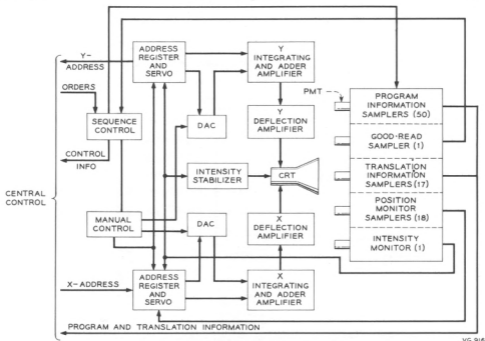 Y-
ADDRESS
ORDERS
CONTROL
INFO
CENTRAL
CONTROL
X-ADDRESS
PROGRAM AND TRANSLATION INFORMATION
SEQUENCE
CONTROL
MANUAL
CONTROL
ADDRESS
REGISTER
AND
SERVO
DAC
INTENSITY
STABILIZER
DAC
ADDRESS
REGISTER
AND
SERVO
Y
INTEGRATING
AND ADDER
AMPLIFIER
Y
DEFLECTION
AMPLIFIER
CRT
X
DEFLECTION
AMPLIFIER
X
INTEGRATING
AND ADDER
AMPLIFIER
PMT
PROGRAM
INFORMATION
SAMPLERS (50)
GOOD-READ
SAMPLER (1)
TRANSLATION
INFORMATION
SAMPLERS (17)
POSITION
MONITOR
SAMPLERS (18)
INTENSITY
MONITOR (1)